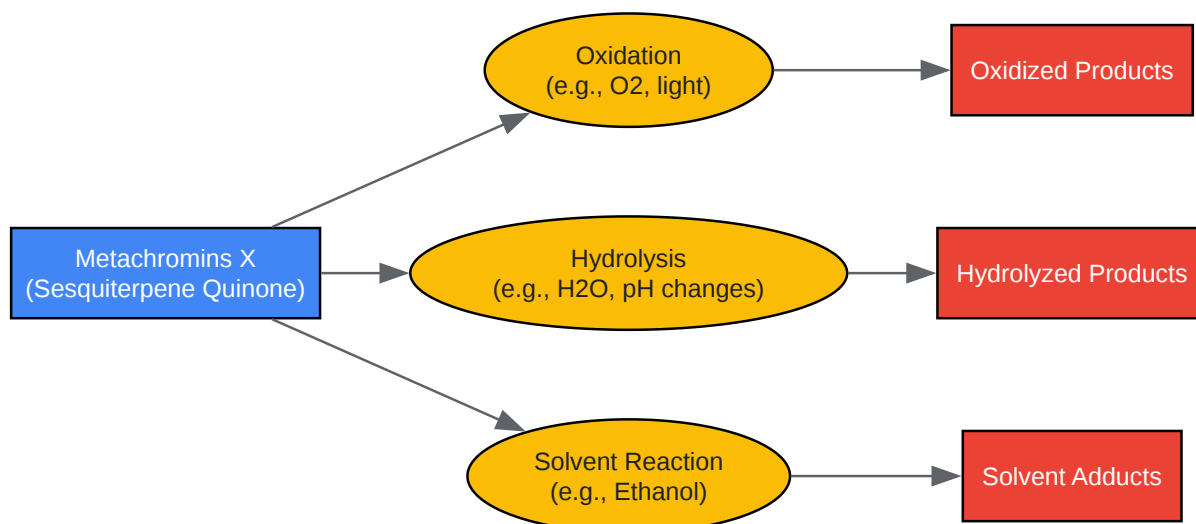 Oxidation
(e.g., O2, light)
Oxidized Products
Metachromins X
(Sesquiterpene Quinone)
Hydrolysis
(e.g., H2O, pH changes)
Hydrolyzed Products
Solvent Reaction
(e.g., Ethanol)
Solvent Adducts